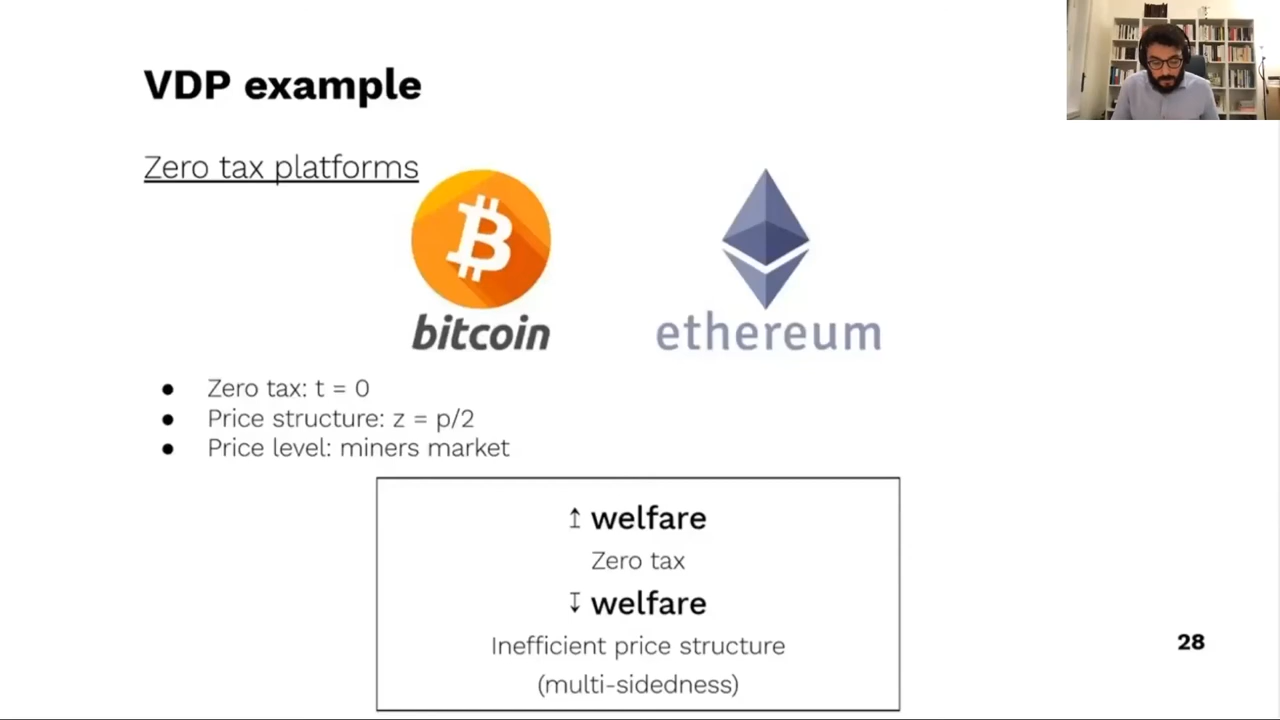 VDP example
Zero tax platforms
bitcoin
ethereum
● Zero tax: t = 0
● Price structure: z = p/2
● Price level: miners market
↥ welfare
Zero tax
↧ welfare
Inefficient price structure
(multi-sidedness)
28